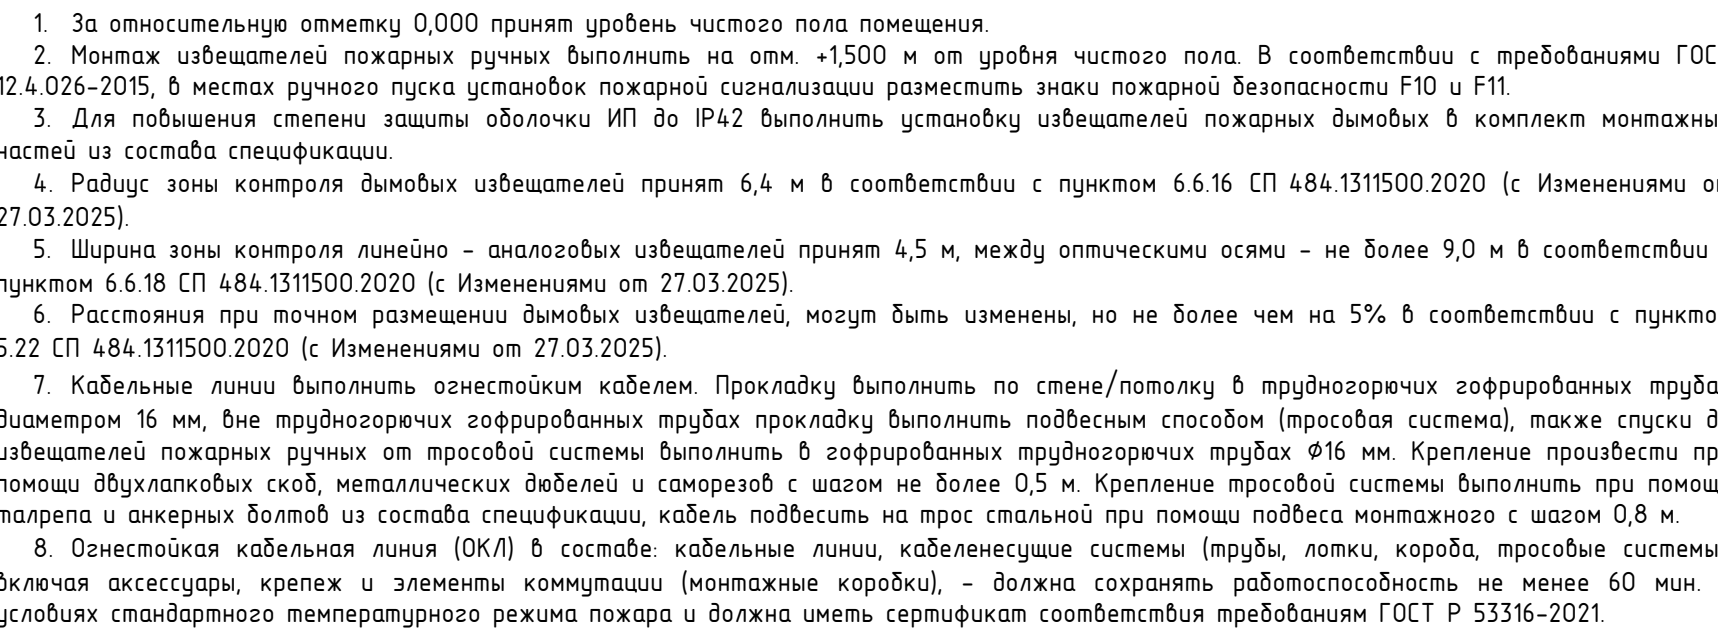 1. За относительную отметку 0,000 принят уровень чистого пола помещения.
2. Монтаж извещателей пожарных ручных выполнить на отм. +1,500 м от уровня чистого пола. В соответствии с требованиями ГОС
12.4.026-2015, в местах ручного пуска установок пожарной сигнализации разместить знаки пожарной безопасности F10 и F11.
3. Для повышения степени защиты оболочки ИП до IP42 выполнить установку извещателей пожарных дымовых в комплект монтажны
частей из состава спецификации.
4. Радиус зоны контроля дымовых извещателей принят 6,4 м в соответствии с пунктом 6.6.16 СП 484.1311500.2020 (с Изменениями от
27.03.2025).
5. Ширина зоны контроля линейно - аналоговых извещателей принят 4,5 м, между оптическими осями - не более 9,0 м в соответствии
пунктом 6.6.18 СП 484.1311500.2020 (с Изменениями от 27.03.2025).
6. Расстояния при точном размещении дымовых извещателей, могут быть изменены, но не более чем на 5% в соответствии с пункто
5.22 СП 484.1311500.2020 (с Изменениями от 27.03.2025).
7. Кабельные линии выполнить огнестойким кабелем. Прокладку выполнить по стене/потолку в трудногорючих гофрированных труба
диаметром 16 мм, вне трудногорючих гофрированных трубах прокладку выполнить подвесным способом (тросовая система), также спуски д
извещателей пожарных ручных от тросовой системы выполнить в гофрированных трудногорючих трубах Ø16 мм. Крепление произвести пр
помощи двухлапковых скоб, металлических дюбелей и саморезов с шагом не более 0,5 м. Крепление тросовой системы выполнить при помощ
талрепа и анкерных болтов из состава спецификации, кабель подвесить на трос стальной при помощи подвеса монтажного с шагом 0,8 м.
8. Огнестойкая кабельная линия (ОКЛ) в составе: кабельные линии, кабеленесущие системы (трубы, лотки, короба, тросовые системы
включая аксессуары, крепеж и элементы коммутации (монтажные коробки), - должна сохранять работоспособность не менее 60 мин.
условиях стандартного температурного режима пожара и должна иметь сертификат соответствия требованиям ГОСТ Р 53316-2021.